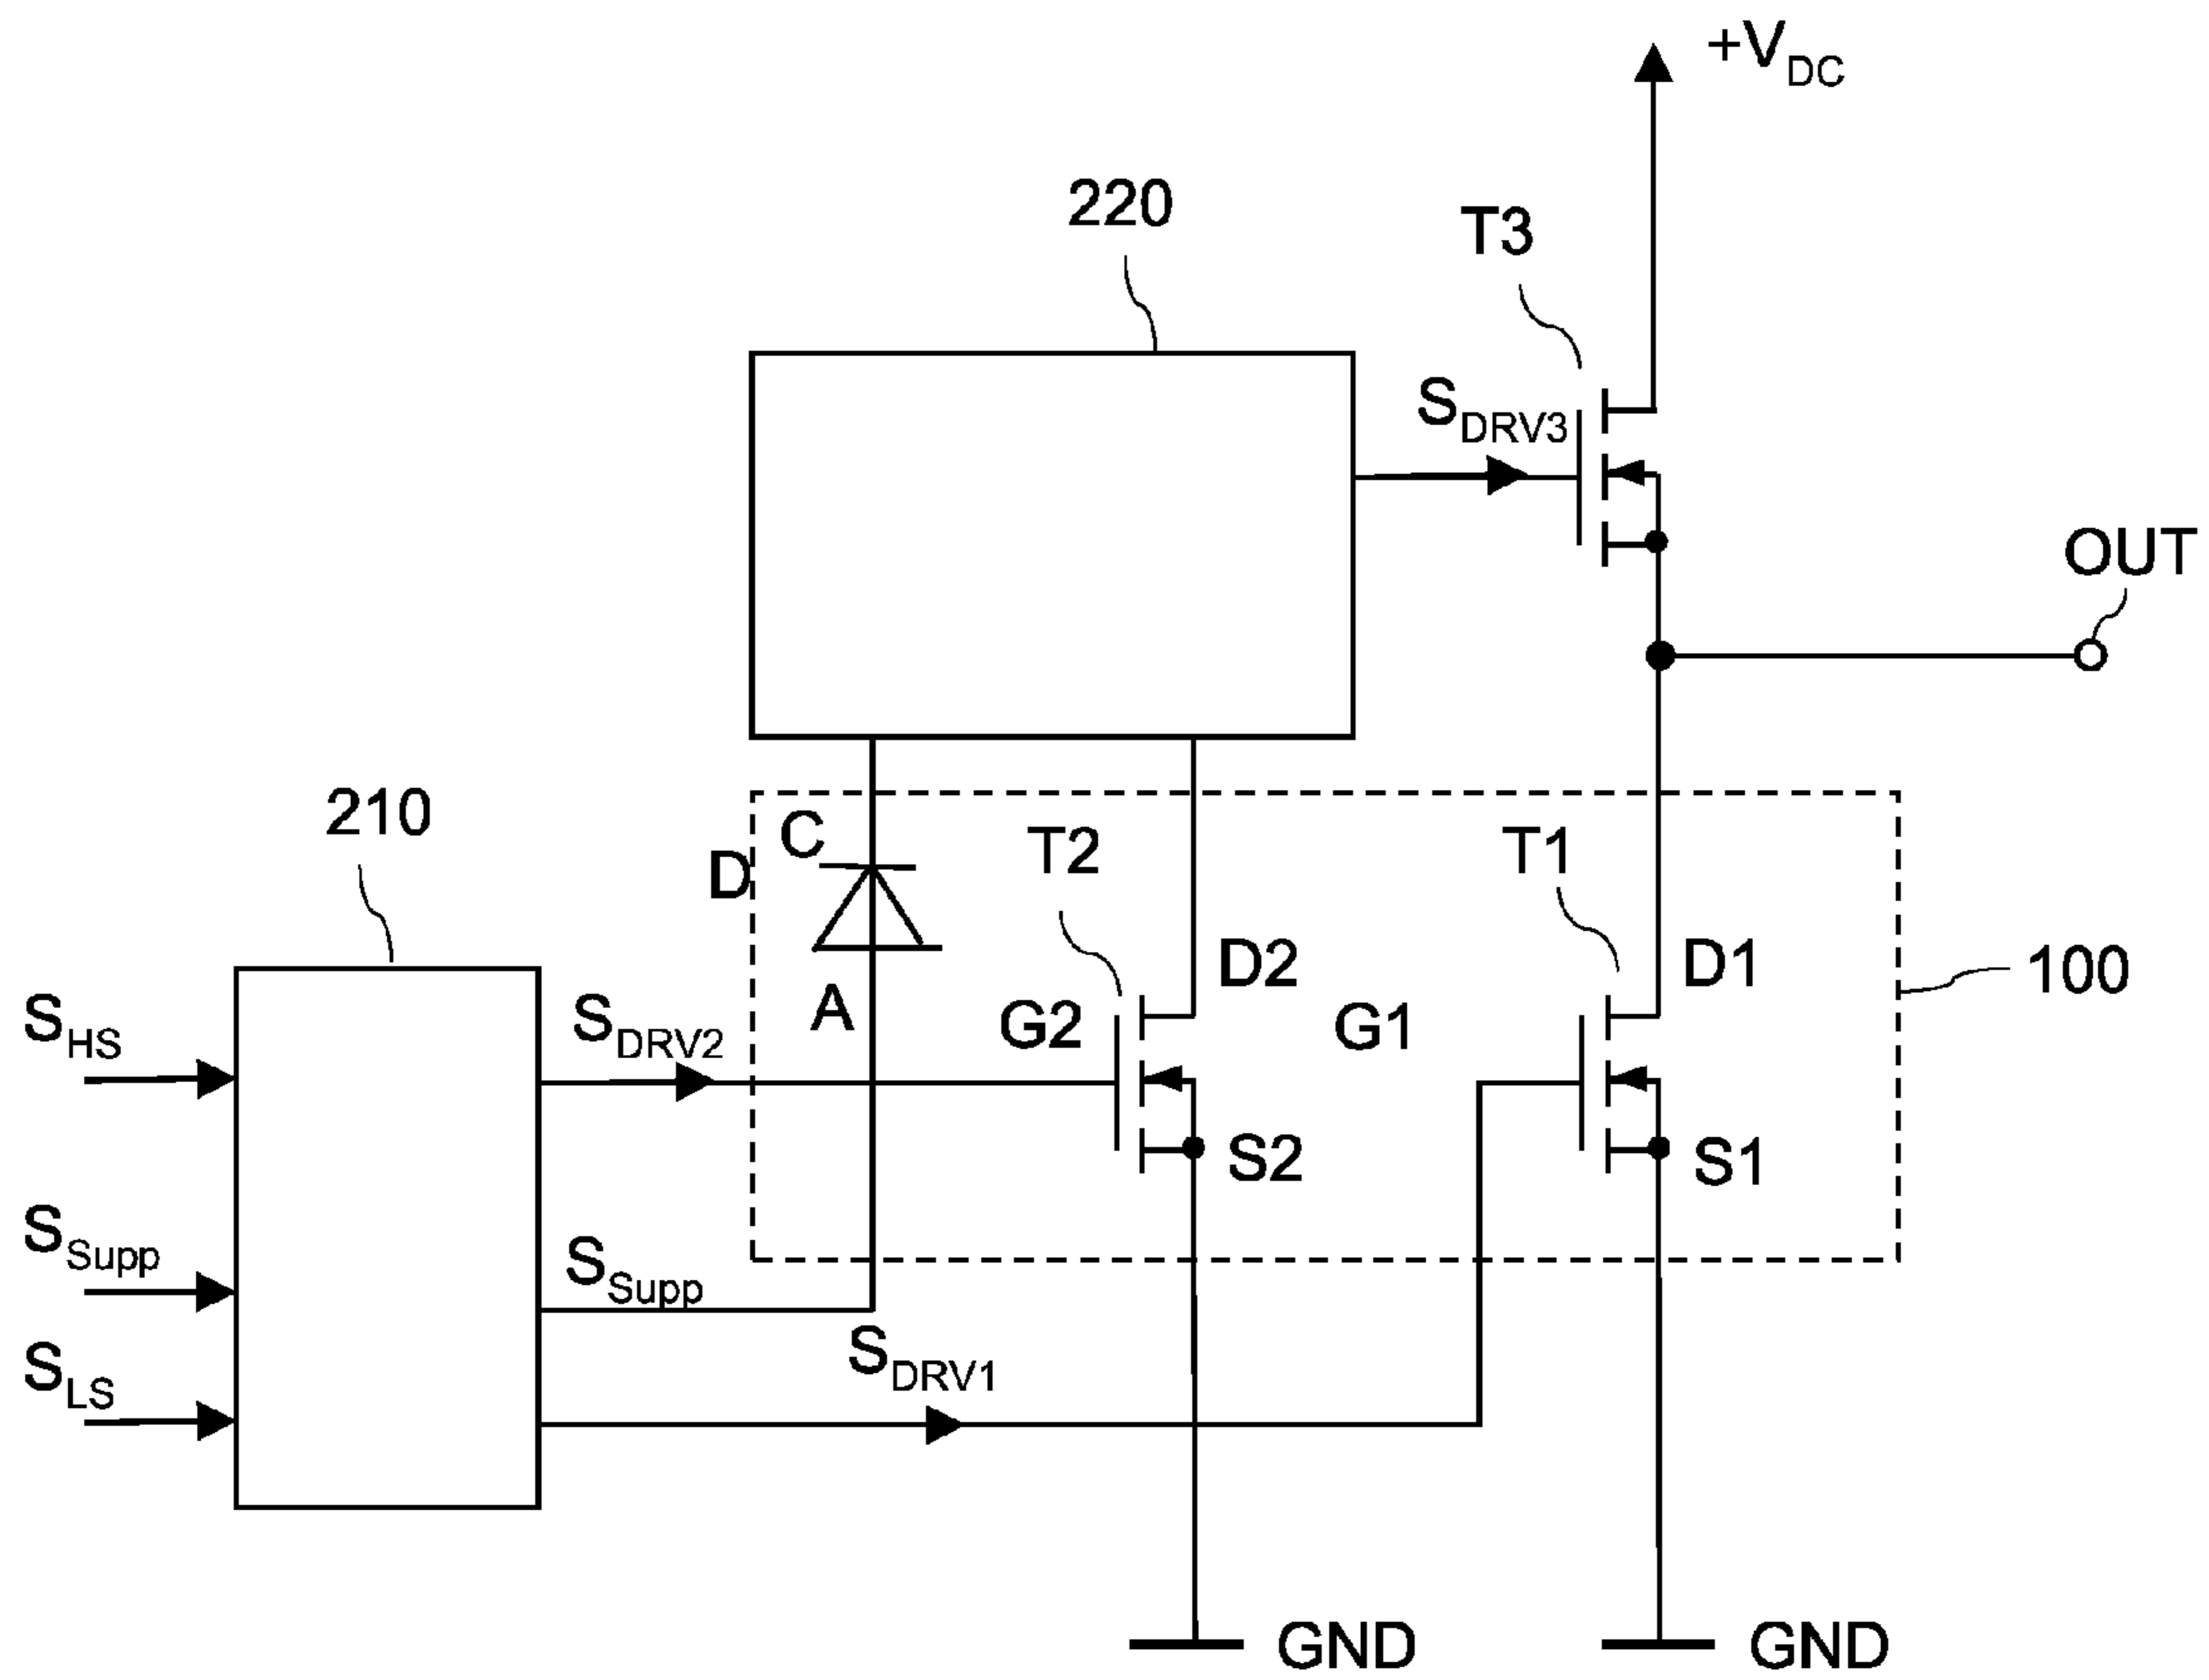 +VDC
220
T3
SDRV3
OUT
210
C
D
T2
T1
A
D2
D1
100
G2
G1
SHS
SDRV2
S2
S1
SSupp
SSupp
SLS
SDRV1
GND
GND